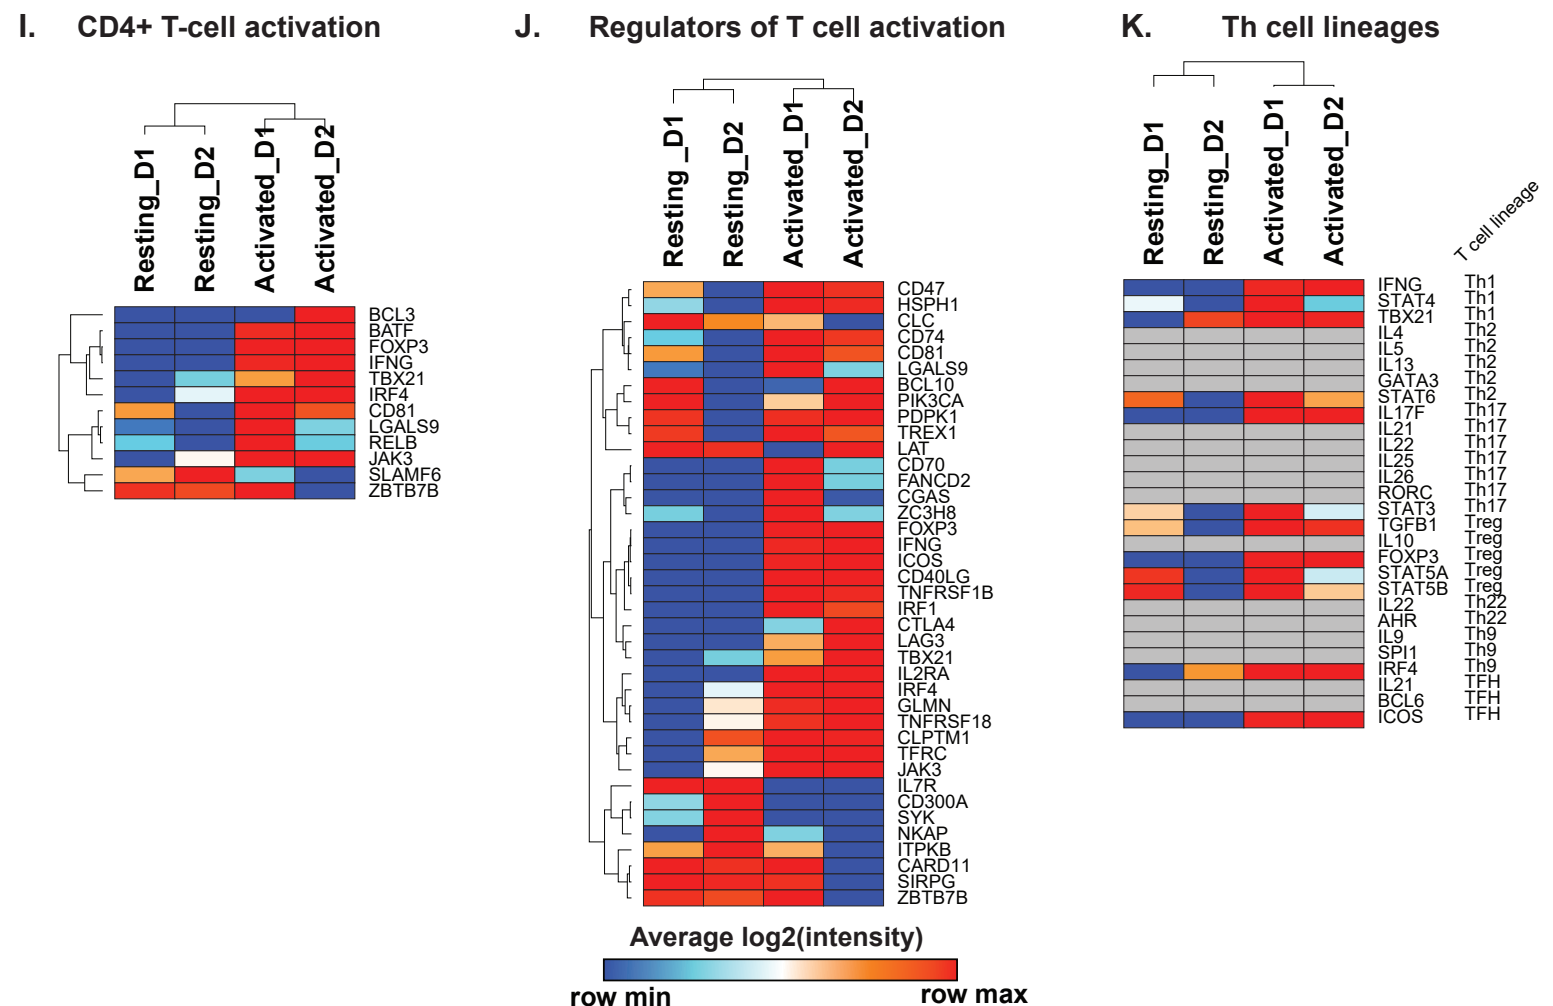 I. CD4+ T-cell activation
Resting_D1
Resting_D2
Activated_D1
Activated_D2
BCL3
BATF
FOXP3
IFNG
TBX21
IRF4
CD81
LGALS9
RELB
JAK3
SLAMF6
ZBTB7B
J. Regulators of T cell activation
Resting _D1
Resting_D2
Activated_D1
Activated_D2
CD47
HSPH1
CLC
CD74
CD81
LGALS9
BCL10
PIK3CA
PDPK1
TREX1
LAT
CD70
FANCD2
CGAS
ZC3H8
FOXP3
IFNG
ICOS
CD40LG
TNFRSF1B
IRF1
CTLA4
LAG3
TBX21
IL2RA
IRF4
GLMN
TNFRSF18
CLPTM1
TFRC
JAK3
IL7R
CD300A
SYK
NKAP
ITPKB
CARD11
SIRPG
ZBTB7B
Average log2(intensity)
row min row max
K. Th cell lineages
Resting_D1
Resting_D2
Activated_D1
Activated_D2
T cell lineage
IFNG Th1
STAT4 Th1
TBX21 Th1
IL4 Th2
IL5 Th2
IL13 Th2
GATA3 Th2
STAT6 Th2
IL17F Th17
IL21 Th17
IL22 Th17
IL25 Th17
IL26 Th17
RORC Th17
STAT3 Th17
TGFB1 Treg
IL10 Treg
FOXP3 Treg
STAT5A Treg
STAT5B Treg
IL22 Th22
AHR Th22
IL9 Th9
SPI1 Th9
IRF4 Th9
IL21 TFH
BCL6 TFH
ICOS TFH